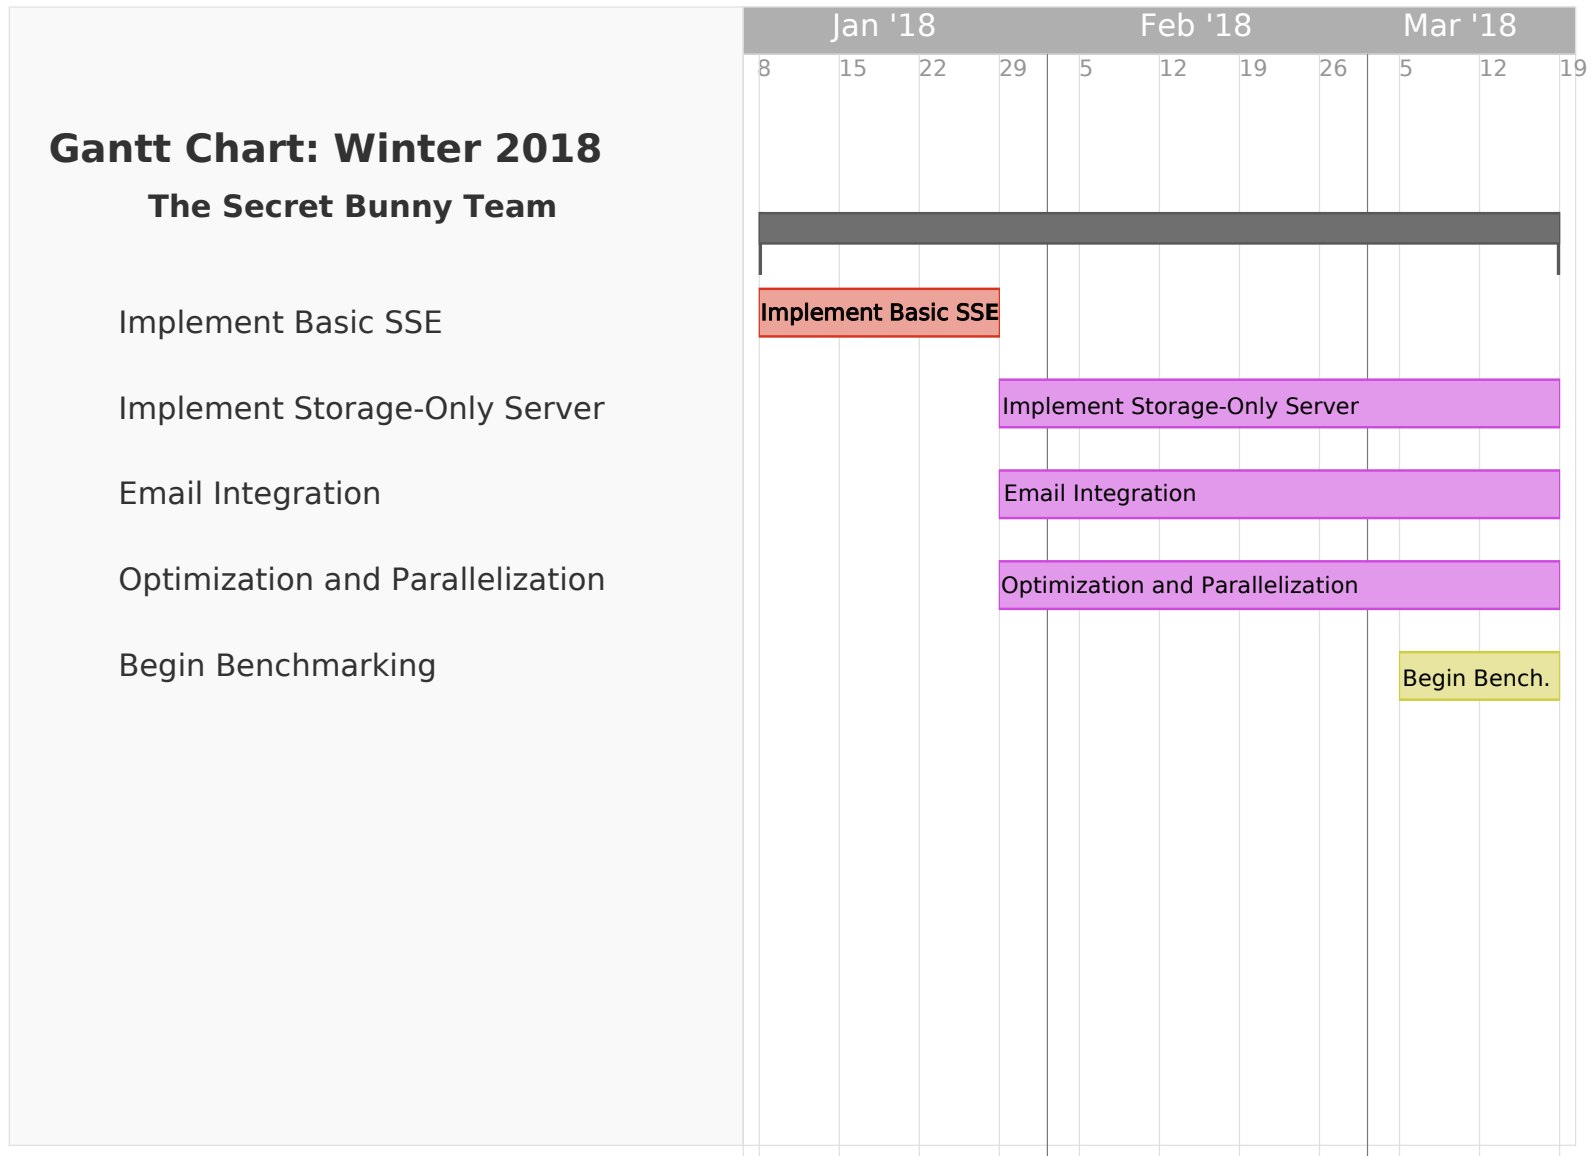 Jan '18 Feb '18 Mar '18
8 15 22 29 5 12 19 26 5 12 19
Gantt Chart: Winter 2018
The Secret Bunny Team
Implement Basic SSE
Implement Basic SSE
Implement Storage-Only Server
Implement Storage-Only Server
Email Integration
Email Integration
Optimization and Parallelization
Optimization and Parallelization
Begin Benchmarking
Begin Bench.